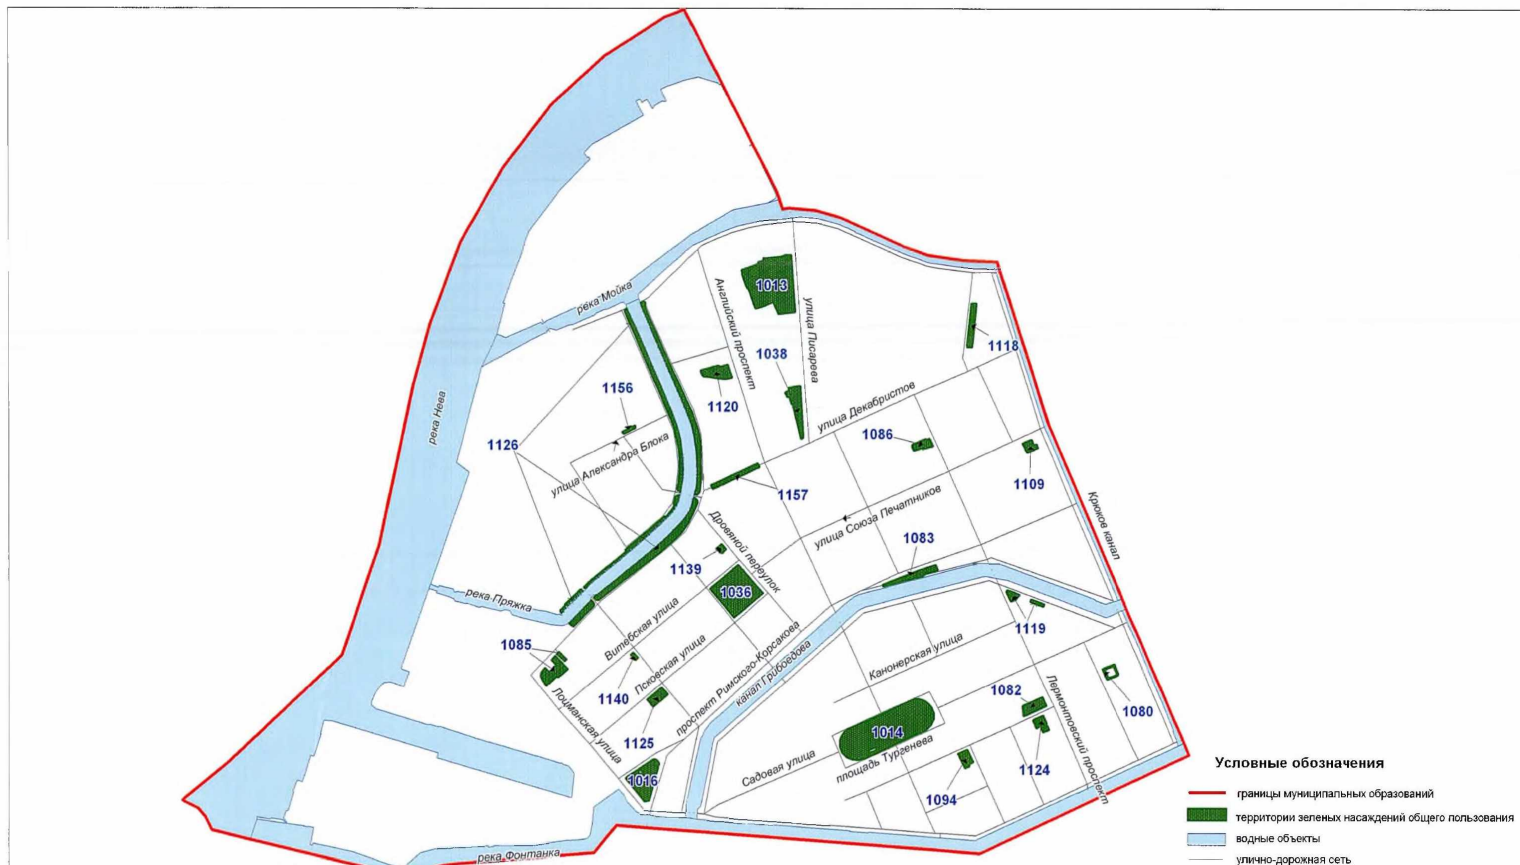 река Мойка
1013
Английский проспект
улица Писарева
1118
1038
1156
1120
река Нева
улица Декабристов
1086
1126
улица Александра Блока
1109
1157
Крюков канал
улица Союза Печатников
Дровяной переулок
1083
1139
1036
река Пряжка
Витебская улица
1119
1085
Псковская улица
проспект Римского-Корсакова
канал Грибоедова
Канонерская улица
1140
1082
Лермонтовский проспект
1080
Лоцманская улица
1125
1014
площадь Тургенева
Садовая улица
1124
1016
1094
река Фонтанка
Условные обозначения
границы муниципальных образований
территории зеленых насаждений общего пользования
водные объекты
улично-дорожная сеть